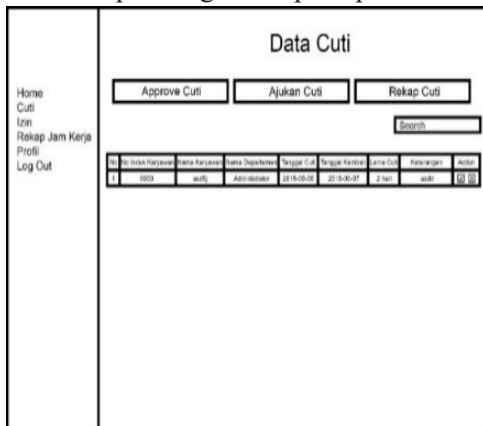 Data Cuti
Home
Cuti
Izin
Rekap Jam Kerja
Profil
Log Out
Approve Cuti Ajukan Cuti Rekap Cuti
Search
No No Induk Karyawan Nama Karyawan Nama Departemen Tanggal Cuti Tanggal Kembali Lama Cuti Keterangan Action
1 0000 Administrator 2 hari